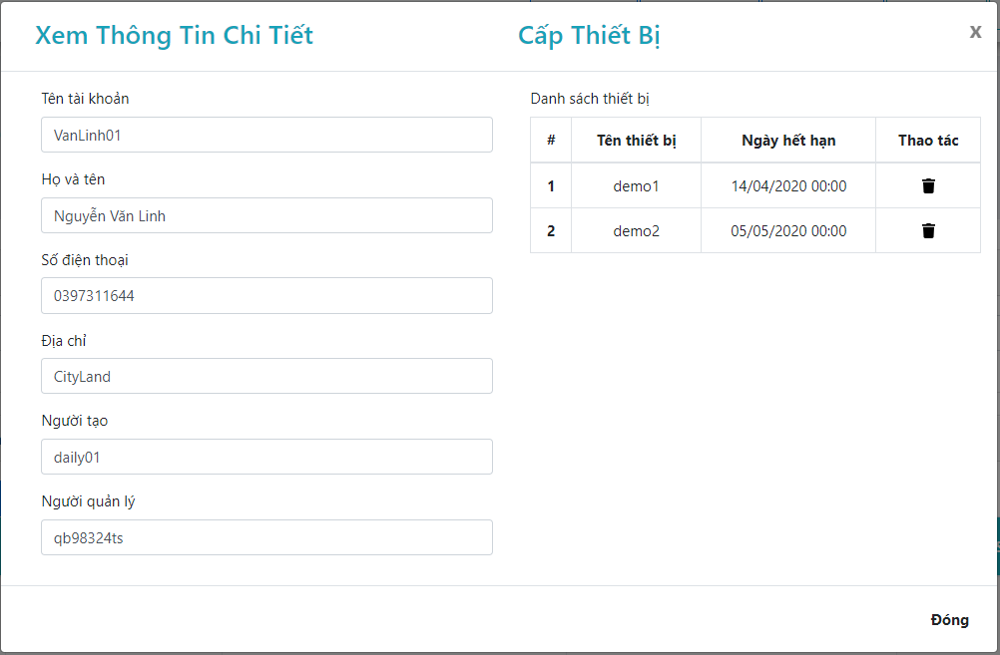 Xem Thông Tin Chi Tiết
Cấp Thiết Bị
X
Tên tài khoản
VanLinh01
Họ và tên
Nguyễn Văn Linh
Số điện thoại
0397311644
Địa chỉ
CityLand
Người tạo
daily01
Người quản lý
qb98324ts
Danh sách thiết bị
# Tên thiết bị Ngày hết hạn Thao tác
1 demo1 14/04/2020 00:00
2 demo2 05/05/2020 00:00
Đóng